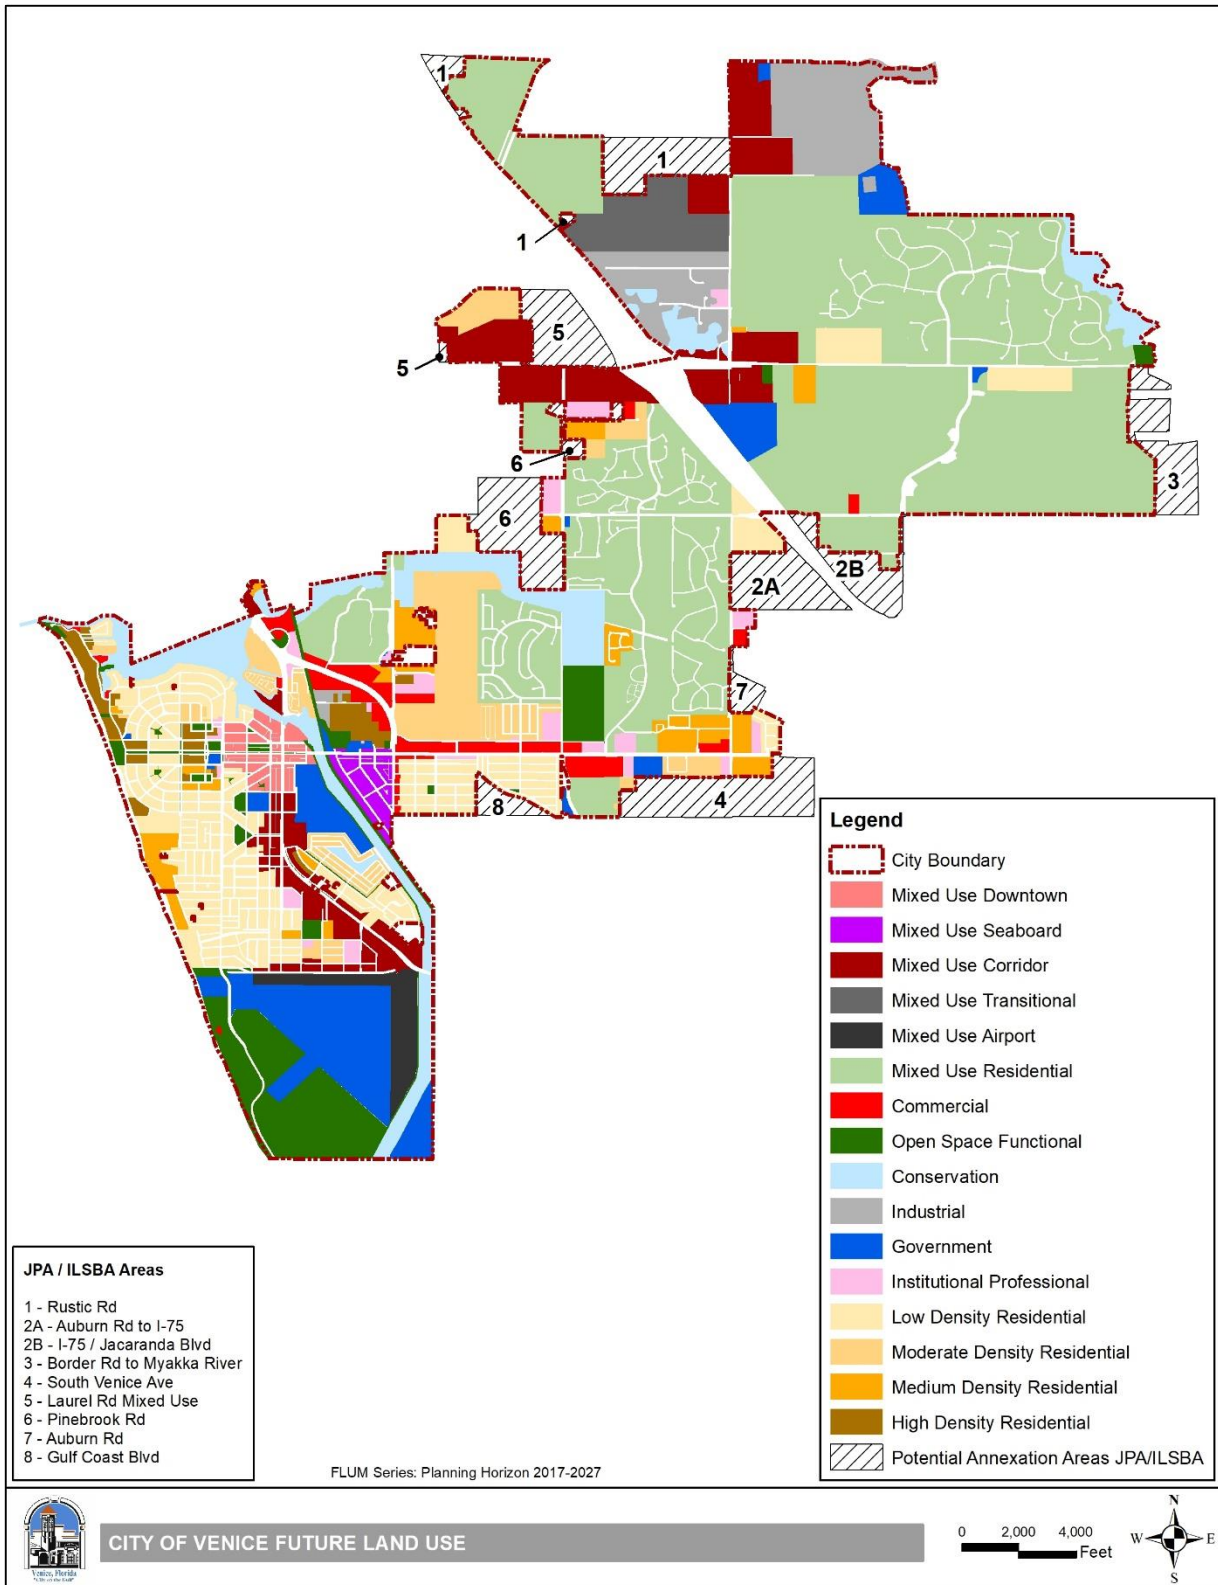 1
1
1
5
5
6
6
3
2A
2B
7
8
4
Legend
City Boundary
Mixed Use Downtown
Mixed Use Seaboard
Mixed Use Corridor
Mixed Use Transitional
Mixed Use Airport
Mixed Use Residential
Commercial
Open Space Functional
Conservation
Industrial
Government
Institutional Professional
Low Density Residential
Moderate Density Residential
Medium Density Residential
High Density Residential
Potential Annexation Areas JPA/ILSBA
JPA / ILSBA Areas
1 - Rustic Rd
2A - Auburn Rd to I-75
2B - I-75 / Jacaranda Blvd
3 - Border Rd to Myakka River
4 - South Venice Ave
5 - Laurel Rd Mixed Use
6 - Pinebrook Rd
7 - Auburn Rd
8 - Gulf Coast Blvd
FLUM Series: Planning Horizon 2017-2027
Venice, Florida
CITY OF VENICE FUTURE LAND USE
0 2,000 4,000
Feet
N
W E
S